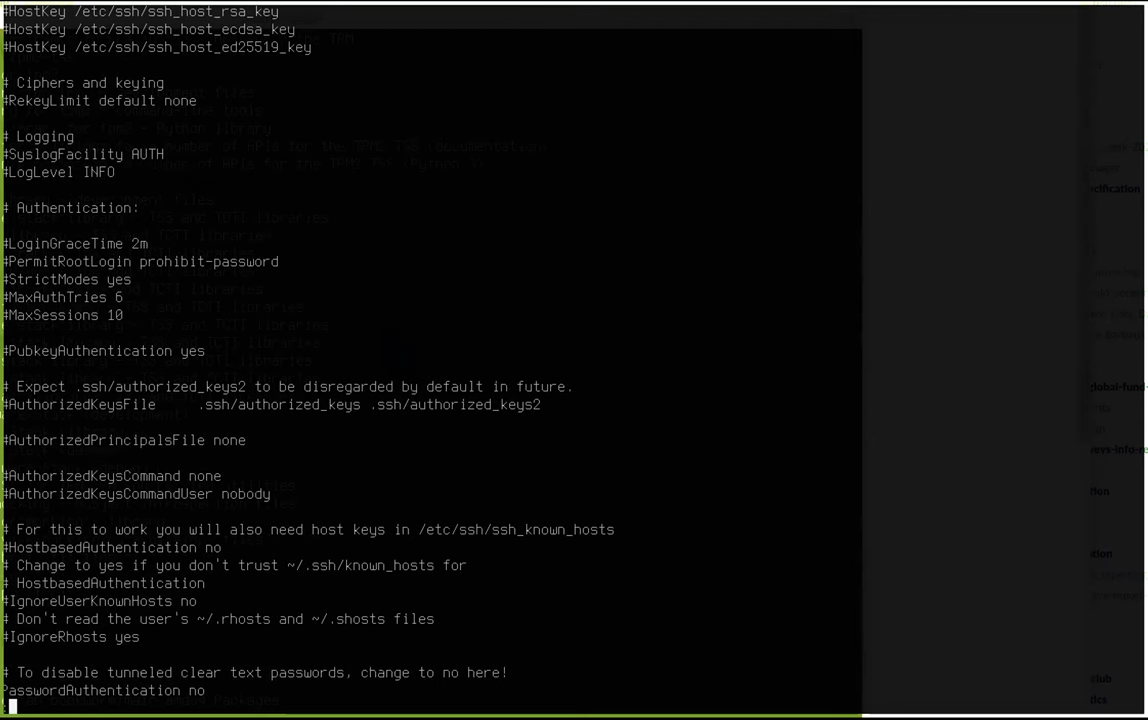 #HostKey /etc/ssh/ssh_host_rsa_key
#HostKey /etc/ssh/ssh_host_ecdsa_key
#HostKey /etc/ssh/ssh_host_ed25519_key
# Ciphers and keying
#RekeyLimit default none
# Logging
#SyslogFacility AUTH
#LogLevel INFO
# Authentication:
#LoginGraceTime 2m
#PermitRootLogin prohibit-password
#StrictModes yes
#MaxAuthTries 6
#MaxSessions 10
#PubkeyAuthentication yes
# Expect .ssh/authorized_keys2 to be disregarded by default in future.
#AuthorizedKeysFile .ssh/authorized_keys .ssh/authorized_keys2
#AuthorizedPrincipalsFile none
#AuthorizedKeysCommand none
#AuthorizedKeysCommandUser nobody
# For this to work you will also need host keys in /etc/ssh/ssh_known_hosts
#HostbasedAuthentication no
# Change to yes if you don't trust ~/.ssh/known_hosts for
# HostbasedAuthentication
#IgnoreUserKnownHosts no
# Don't read the user's ~/.rhosts and ~/.shosts files
#IgnoreRhosts yes
# To disable tunneled clear text passwords, change to no here!
PasswordAuthentication no
: